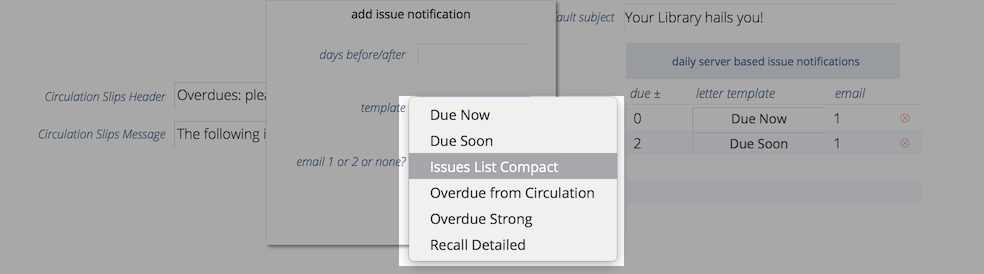 add issue notification
ault subject
Your Library hails you!
days before/after
daily server based issue notifications
due ±
letter template
email
Circulation Slips Header
Overdues: plea
template
0
Due Now
1
Circulation Slips Message
The following i
2
Due Soon
1
email 1 or 2 or none?
Due Now
Due Soon
Issues List Compact
Overdue from Circulation
Overdue Strong
Recall Detailed